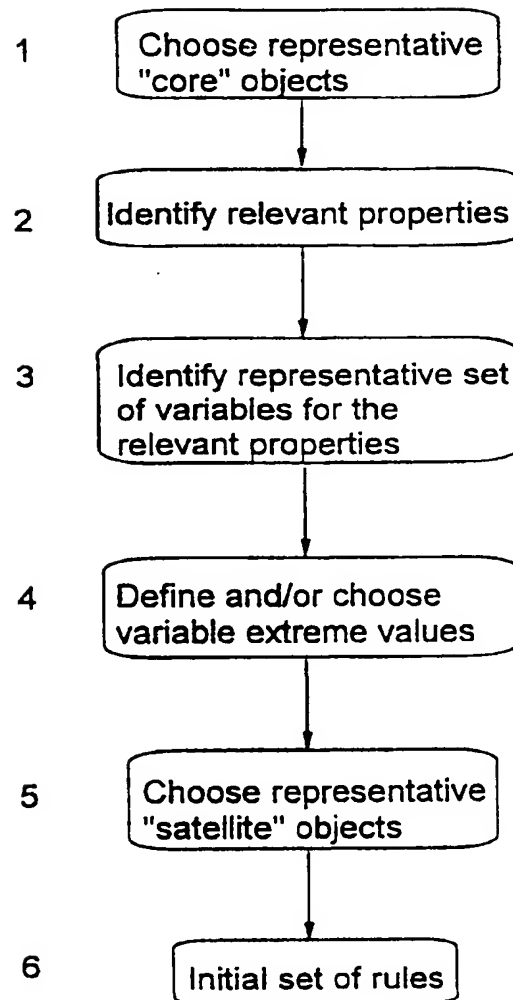 1
Choose representative
"core" objects
2
Identify relevant properties
3
Identify representative set
of variables for the
relevant properties
4
Define and/or choose
variable extreme values
5
Choose representative
"satellite" objects
6
Initial set of rules